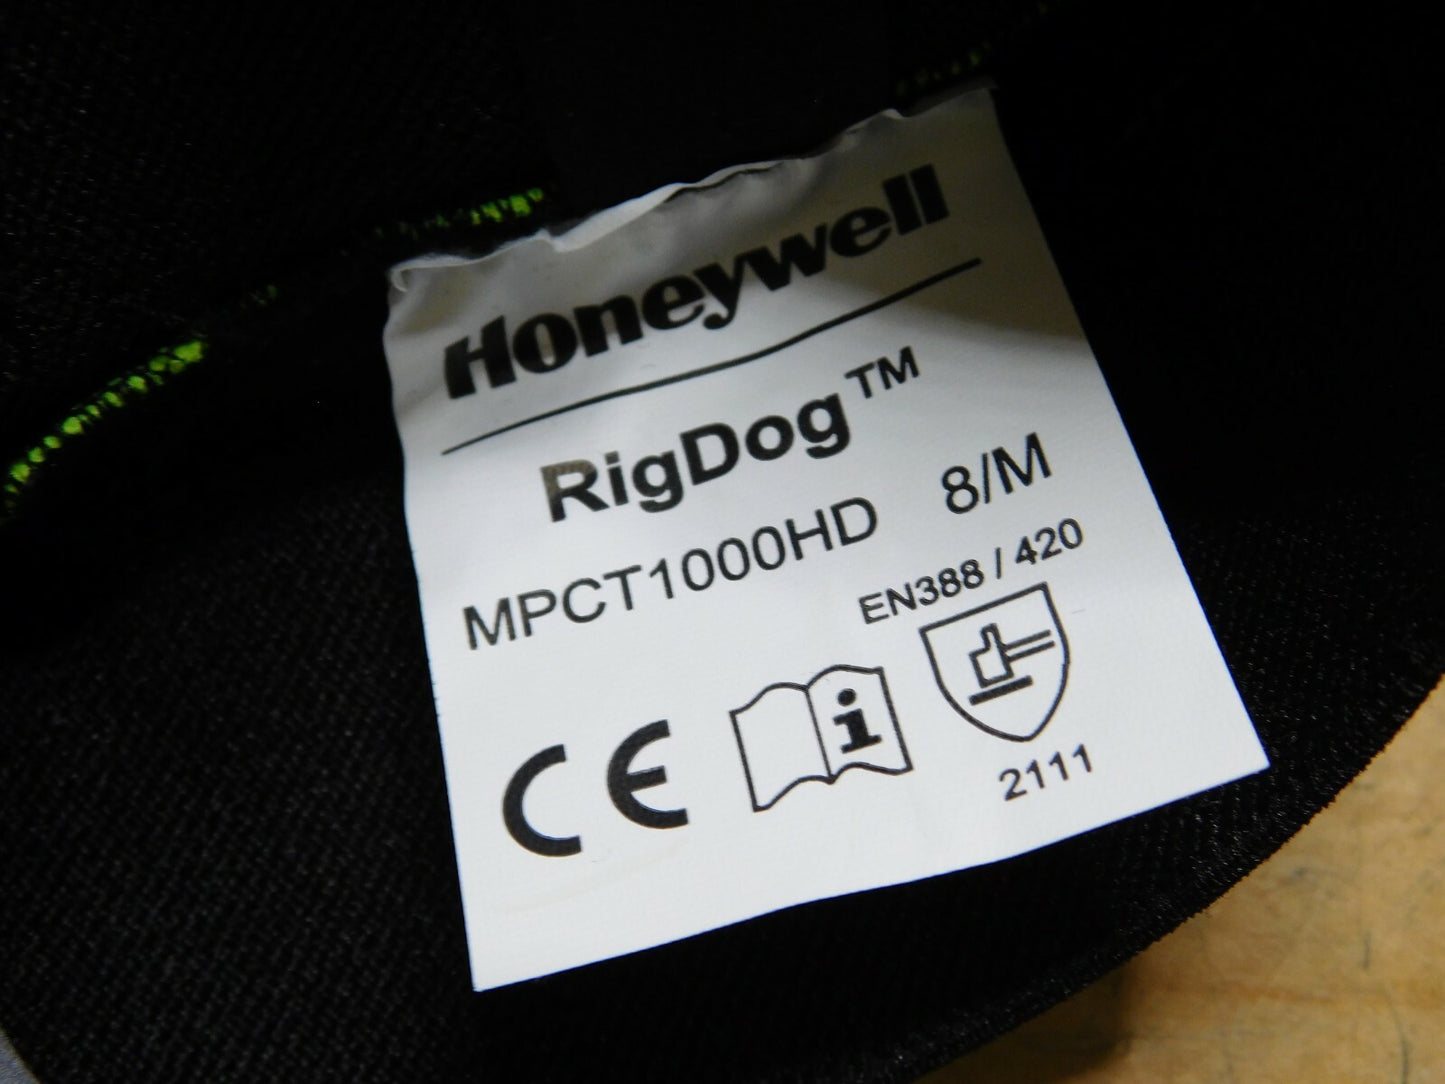 Honeywell
RigDog™
MPCT1000HD 8/M
EN388 / 420
CE i
2111